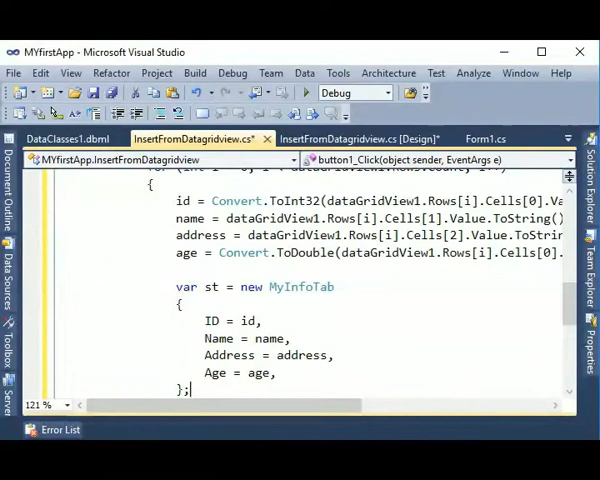 MYfirstApp - Microsoft Visual Studio
File Edit View Refactor Project Build Debug Team Data Tools Architecture Test Analyze Window Help
Debug
DataClasses1.dbml InsertFromDatagridview.cs* InsertFromDatagridview.cs [Design]* Form1.cs
MYfirstApp.InsertFromDatagridview button1_Click(object sender, EventArgs e)
{
id = Convert.ToInt32(dataGridView1.Rows[i].Cells[0].Va
name = dataGridView1.Rows[i].Cells[1].Value.ToString()
address = dataGridView1.Rows[i].Cells[2].Value.ToStrin
age = Convert.ToDouble(dataGridView1.Rows[i].Cells[0].
var st = new MyInfoTab
{
ID = id,
Name = name,
Address = address,
Age = age,
};
121 %
Error List
Document Outline
Data Sources
Toolbox
Server
Solution Explorer
Team Explorer
Properties